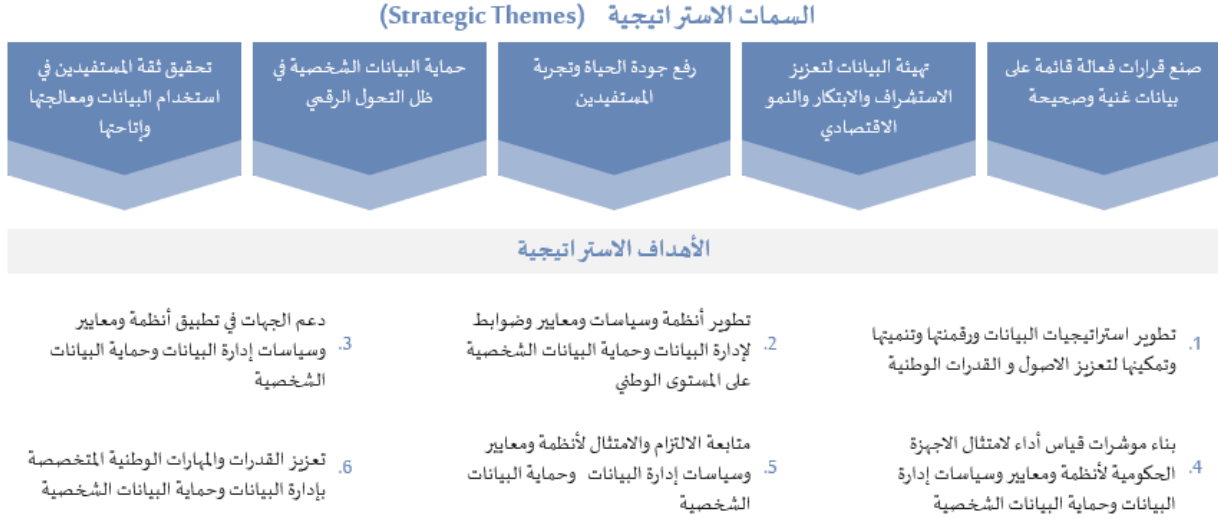 السمات الاستراتيجية (Strategic Themes)
صنع قرارات فعالة قائمة على
بيانات غنية وصحيحة
تهيئة البيانات لتعزيز
الاستشراف والابتكار والنمو
الاقتصادي
رفع جودة الحياة وتجربة
المستفيدين
حماية البيانات الشخصية في
ظل التحول الرقمي
تحقيق ثقة المستفيدين في
استخدام البيانات ومعالجتها
وإتاحتها
الأهداف الاستراتيجية
1. تطوير استراتيجيات البيانات ورقمنتها وتنميتها
وتمكينها لتعزيز الاصول و القدرات الوطنية
2. تطوير أنظمة وسياسات ومعايير وضوابط
لإدارة البيانات وحماية البيانات الشخصية
على المستوى الوطني
3. دعم الجهات في تطبيق أنظمة ومعايير
وسياسات إدارة البيانات وحماية البيانات
الشخصية
4. بناء موشرات قياس أداء لامتثال الاجهزة
الحكومية لأنظمة ومعايير وسياسات إدارة
البيانات وحماية البيانات الشخصية
5. متابعة الالتزام والامتثال لأنظمة ومعايير
وسياسات إدارة البيانات وحماية البيانات
الشخصية
6. تعزيز القدرات والمهارات الوطنية المتخصصة
بإدارة البيانات وحماية البيانات الشخصية